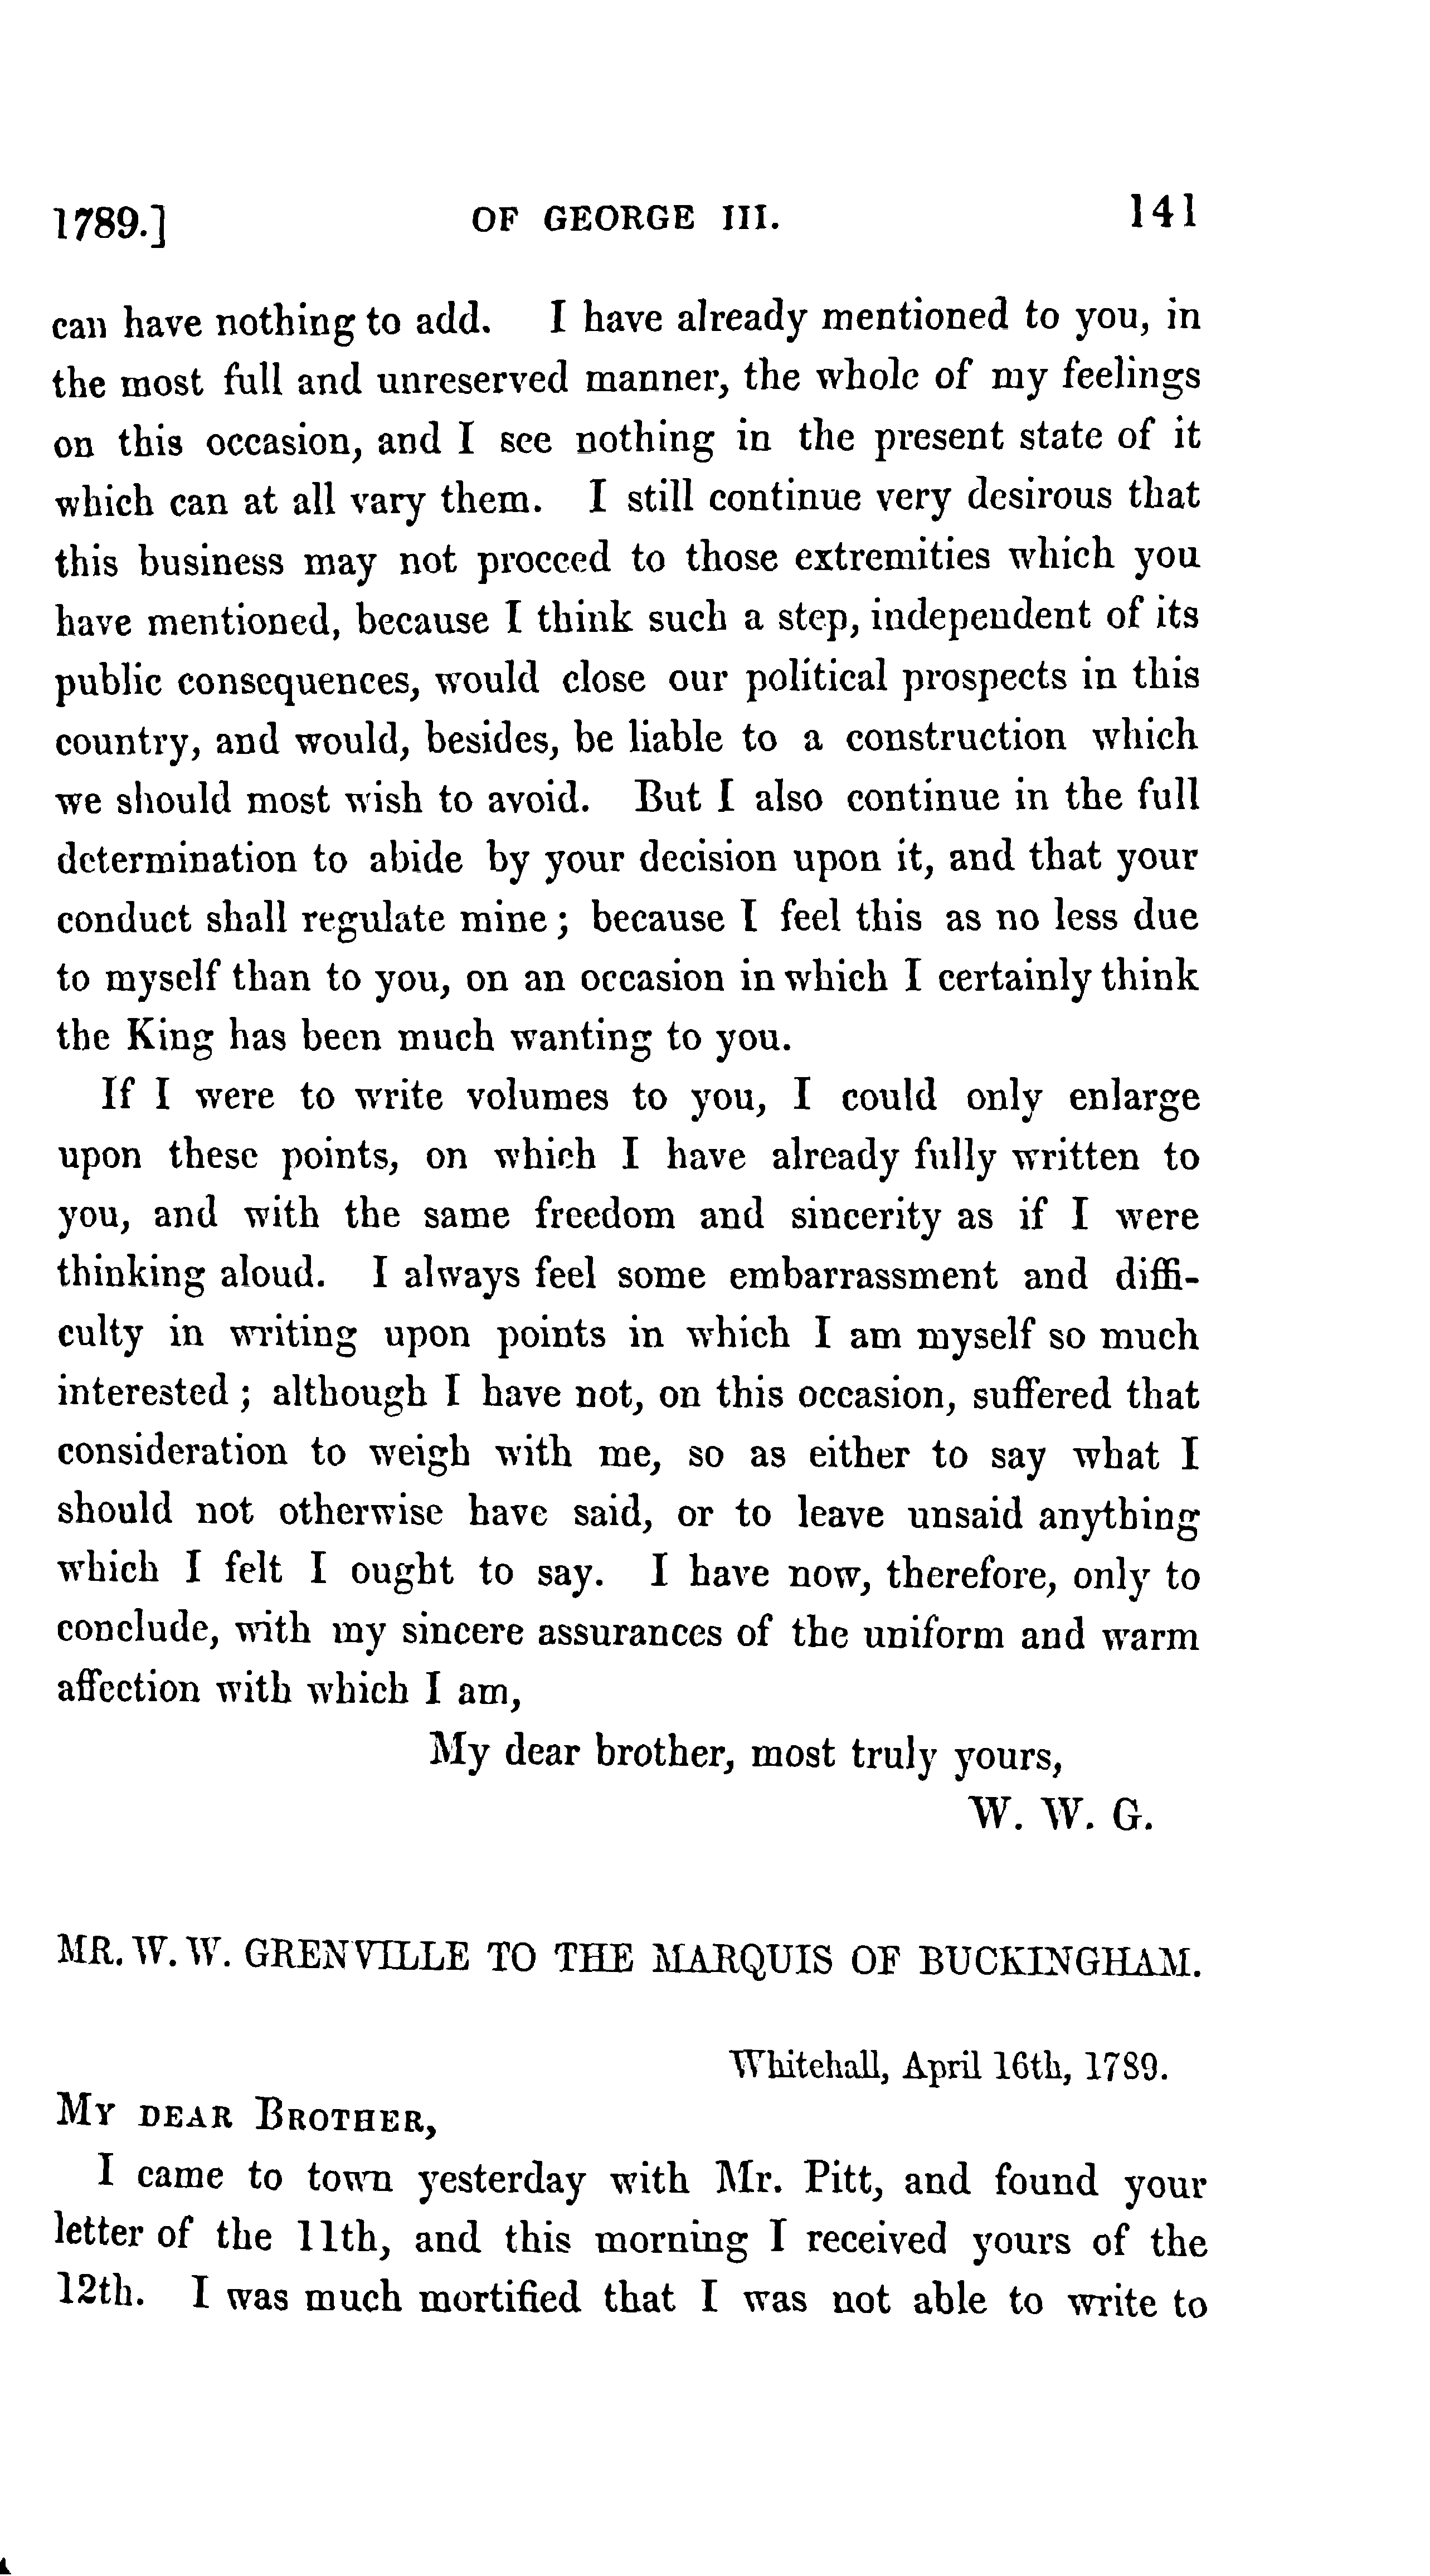 1789.] OF GEORGE III. 141
can have nothing to add. I have already mentioned to you, in
the most full and unreserved manner, the whole of my feelings
on this occasion, and I see nothing in the present state of it
which can at all vary them. I still continue very desirous that
this business may not proceed to those extremities which you
have mentioned, because I think such a step, independent of its
public consequences, would close our political prospects in this
country, and would, besides, be liable to a construction which
we should most wish to avoid. But I also continue in the full
determination to abide by your decision upon it, and that your
conduct shall regulate mine; because I feel this as no less due
to myself than to you, on an occasion in which I certainly think
the King has been much wanting to you.
If I were to write volumes to you, I could only enlarge
upon these points, on which I have already fully written to
you, and with the same freedom and sincerity as if I were
thinking aloud. I always feel some embarrassment and diffi-
culty in writing upon points in which I am myself so much
interested; although I have not, on this occasion, suffered that
consideration to weigh with me, so as either to say what I
should not otherwise have said, or to leave unsaid anything
which I felt I ought to say. I have now, therefore, only to
conclude, with my sincere assurances of the uniform and warm
affection with which I am,
My dear brother, most truly yours,
W. W. G.
MR. W. W. GRENVILLE TO THE MARQUIS OF BUCKINGHAM.
Whitehall, April 16th, 1789.
MY DEAR BROTHER,
I came to town yesterday with Mr. Pitt, and found your
letter of the 11th, and this morning I received yours of the
12th. I was much mortified that I was not able to write to